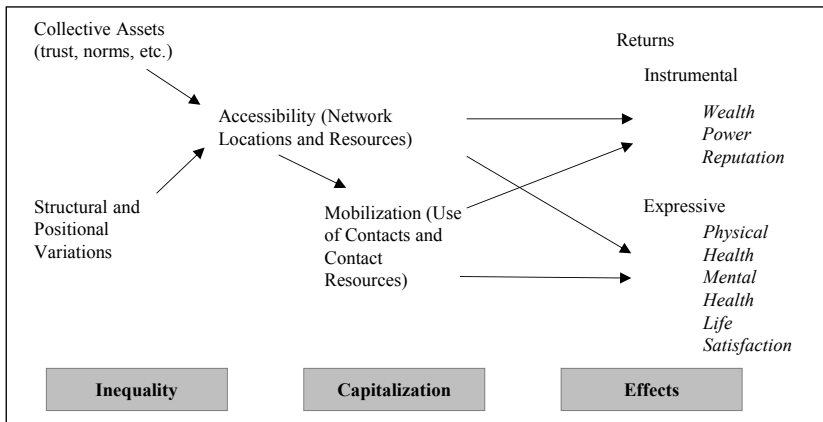 Collective Assets
(trust, norms, etc.)
Structural and
Positional
Variations
Accessibility (Network
Locations and Resources)
Mobilization (Use
of Contacts and
Contact
Resources)
Returns
Instrumental
Wealth
Power
Reputation
Expressive
Physical
Health
Mental
Health
Life
Satisfaction
Inequality
Capitalization
Effects